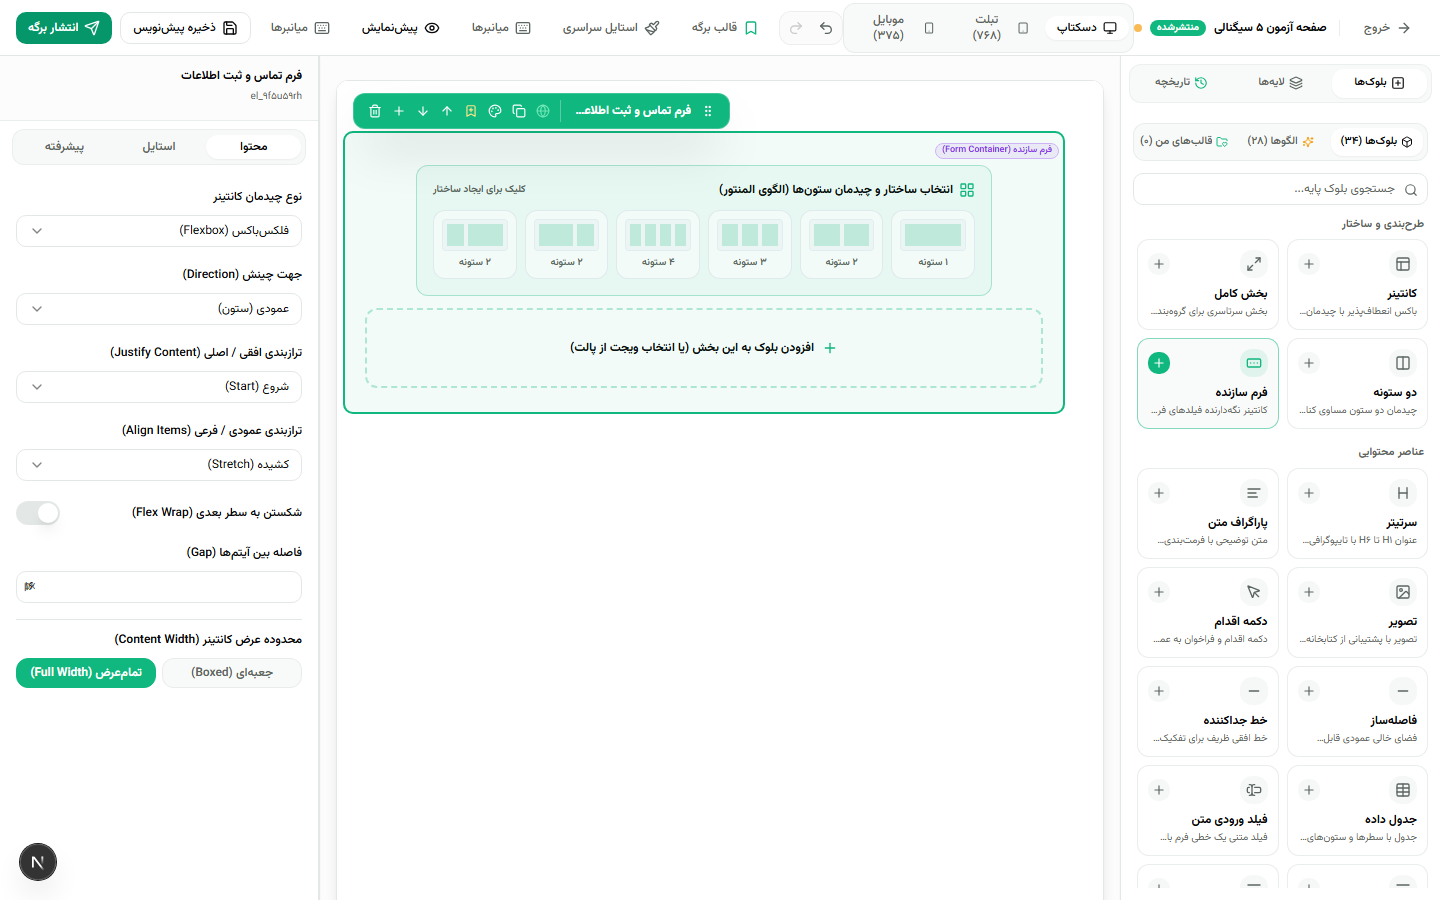 خروج
صفحه آزمون ۵ سیگنالی
منتشرشده
دسکتاپ
تبلت (۷۶۸)
موبایل (۳۷۵)
قالب برگه
استایل سراسری
میانبرها
پیش‌نمایش
میانبرها
ذخیره پیش‌نویس
انتشار برگه
بلوک‌ها
لایه‌ها
تاریخچه
بلوک‌ها (۳۴)
الگوها (۲۸)
قالب‌های من (۰)
جستجوی بلوک پایه...
طرح‌بندی و ساختار
کانتینر
باکس انعطاف‌پذیر با چیدمان...
بخش کامل
بخش سرتاسری برای گروه‌بند...
دو ستونه
چیدمان دو ستون مساوی کنا...
فرم سازنده
کانتینر نگه‌دارنده فیلدهای فر...
عناصر محتوایی
سرتیتر
عنوان H۱ تا H۶ با تایپوگرافی...
پاراگراف متن
متن توضیحی با فرمت‌بندی...
تصویر
تصویر با پشتیبانی از کتابخانه...
دکمه اقدام
دکمه اقدام و فراخوان به عمـ...
فاصله‌ساز
فضای خالی عمودی قابل...
خط جداکننده
خط افقی ظریف برای تفکیک...
جدول داده
جدول با سطرها و ستون‌های...
فیلد ورودی متن
فیلد متنی یک خطی فرم با...
فرم تماس و ثبت اطلاعـ...
فرم سازنده (Form Container)
انتخاب ساختار و چیدمان ستون‌ها (الگوی المنتور)
کلیک برای ایجاد ساختار
۱ ستونه
۲ ستونه
۳ ستونه
۴ ستونه
۲ ستونه
۲ ستونه
افزودن بلوک به این بخش (یا انتخاب ویجت از پالت)
فرم تماس و ثبت اطلاعات
el_۹f۵u۵۹rh
محتوا
استایل
پیشرفته
نوع چیدمان کانتینر
فلکس‌باکس (Flexbox)
جهت چینش (Direction)
عمودی (ستون)
ترازبندی افقی / اصلی (Justify Content)
شروع (Start)
ترازبندی عمودی / فرعی (Align Items)
کشیده (Stretch)
شکستن به سطر بعدی (Flex Wrap)
فاصله بین آیتم‌ها (Gap)
محدوده عرض کانتینر (Content Width)
جعبه‌ای (Boxed)
تمام‌عرض (Full Width)
N